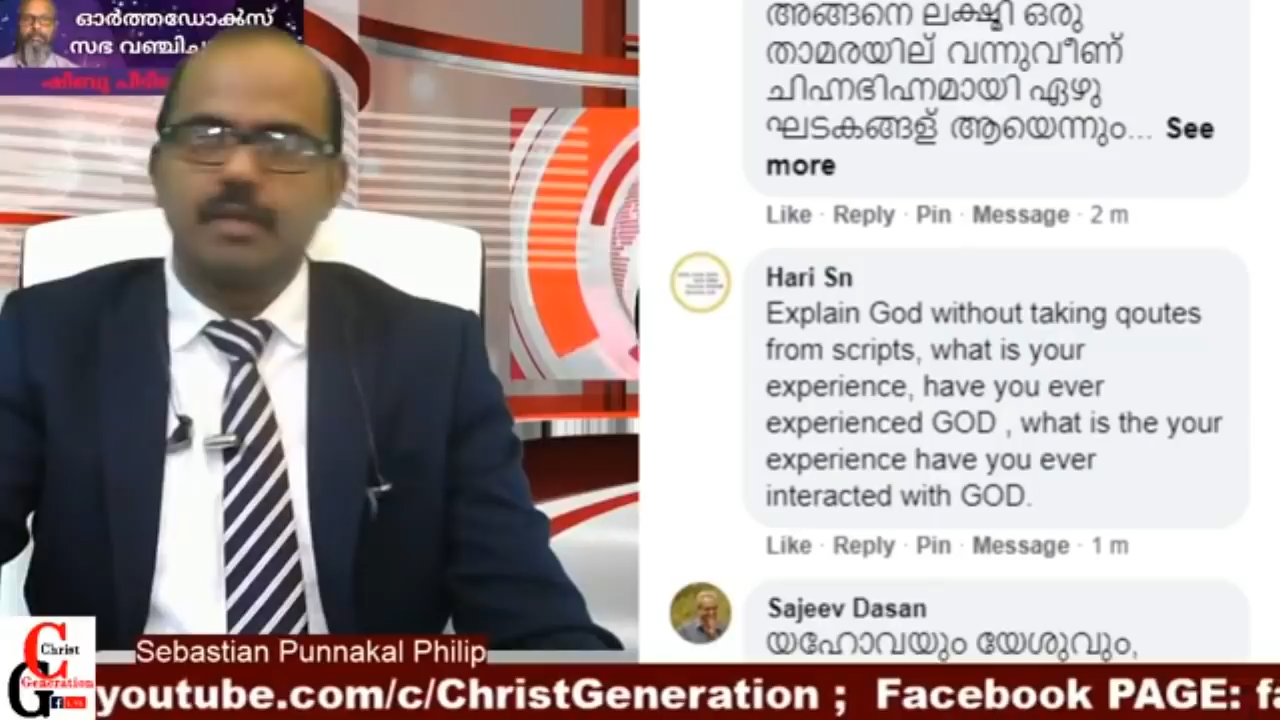 ഓർത്തഡോക്സ്
സഭ
ഷിബു
അങ്ങനെ ലക്ഷ്മി ഒരു
താമരയില് വന്നുവീണ്
ചിഹ്നഭിഹ്നമായി ഏഴു
ഘടകങ്ങള് ആയെന്നും... See
more
Like · Reply · Pin · Message · 2 m
Hari Sn
Explain God without taking qoutes
from scripts, what is your
experience, have you ever
experienced GOD , what is the your
experience have you ever
interacted with GOD.
Like · Reply · Pin · Message · 1 m
Sajeev Dasan
യഹോവയും യേശുവും,
Sebastian Punnakal Philip
Christ
Generation
youtube.com/c/ChristGeneration ; Facebook PAGE: fa